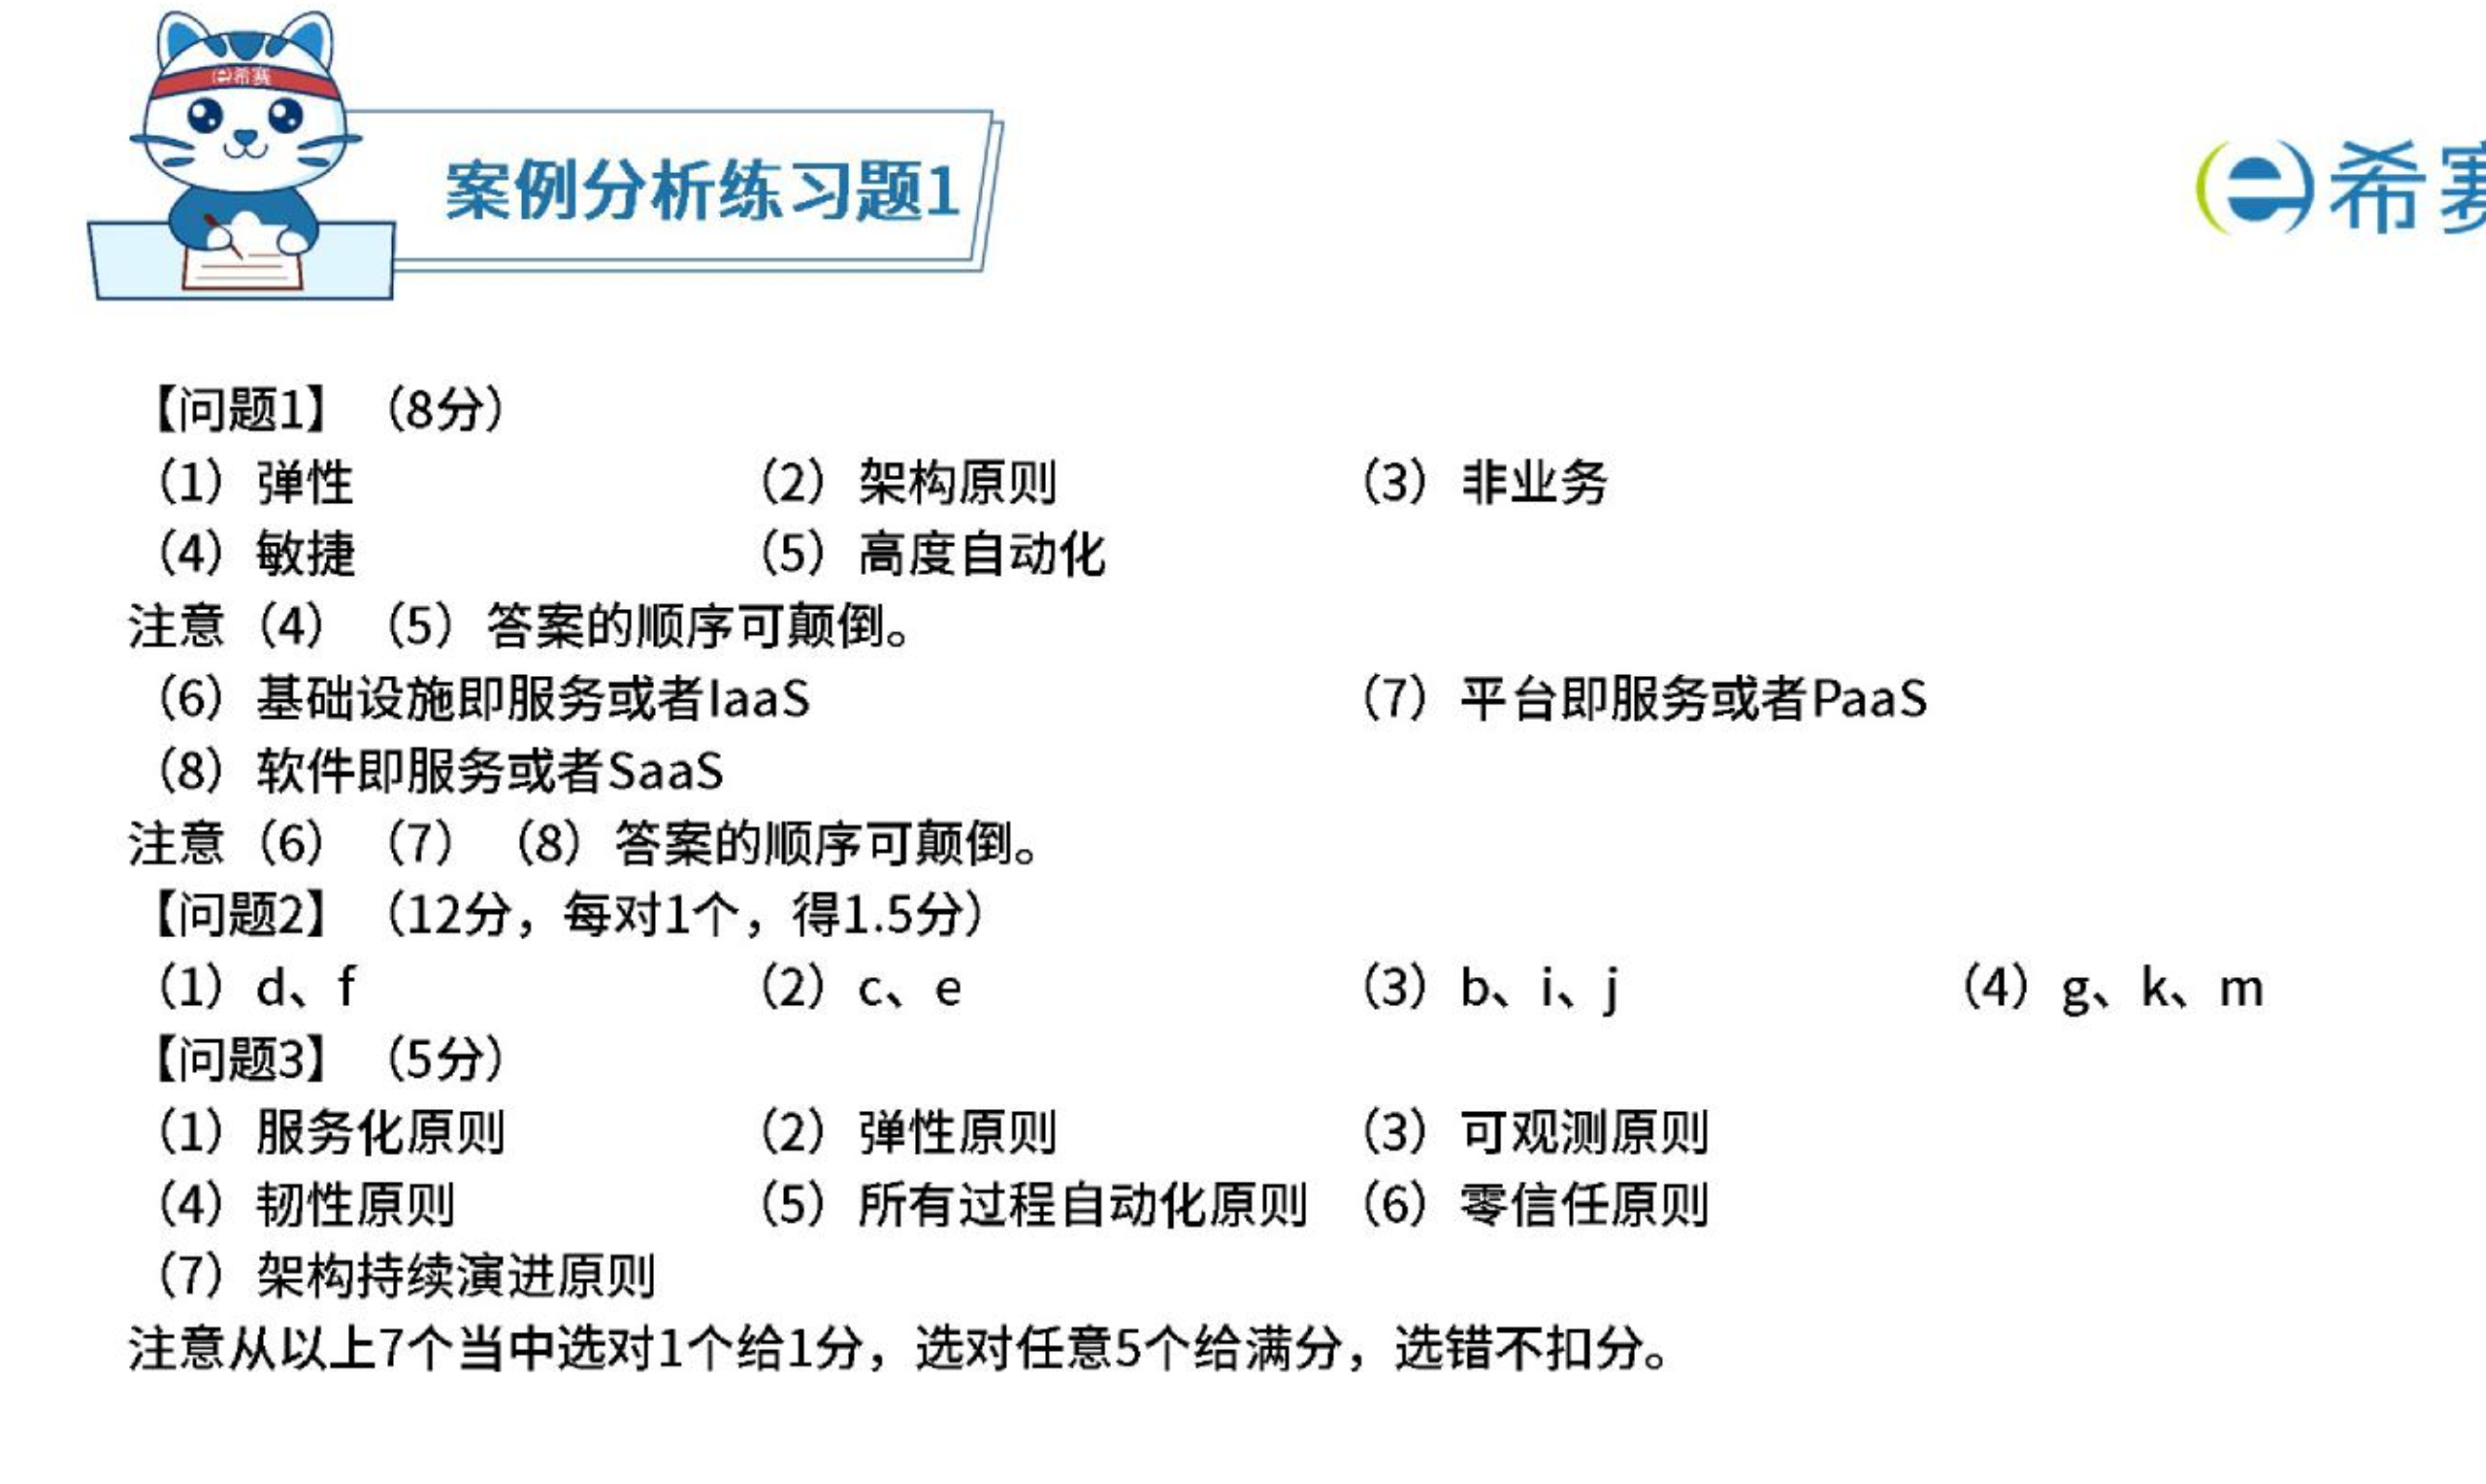 希赛
案例分析练习题1
希赛
【问题1】（8分）
（1）弹性 （2）架构原则 （3）非业务
（4）敏捷 （5）高度自动化
注意（4）（5）答案的顺序可颠倒。
（6）基础设施即服务或者IaaS （7）平台即服务或者PaaS
（8）软件即服务或者SaaS
注意（6）（7）（8）答案的顺序可颠倒。
【问题2】（12分，每对1个，得1.5分）
（1）d、f （2）c、e （3）b、i、j （4）g、k、m
【问题3】（5分）
（1）服务化原则 （2）弹性原则 （3）可观测原则
（4）韧性原则 （5）所有过程自动化原则 （6）零信任原则
（7）架构持续演进原则
注意从以上7个当中选对1个给1分，选对任意5个给满分，选错不扣分。